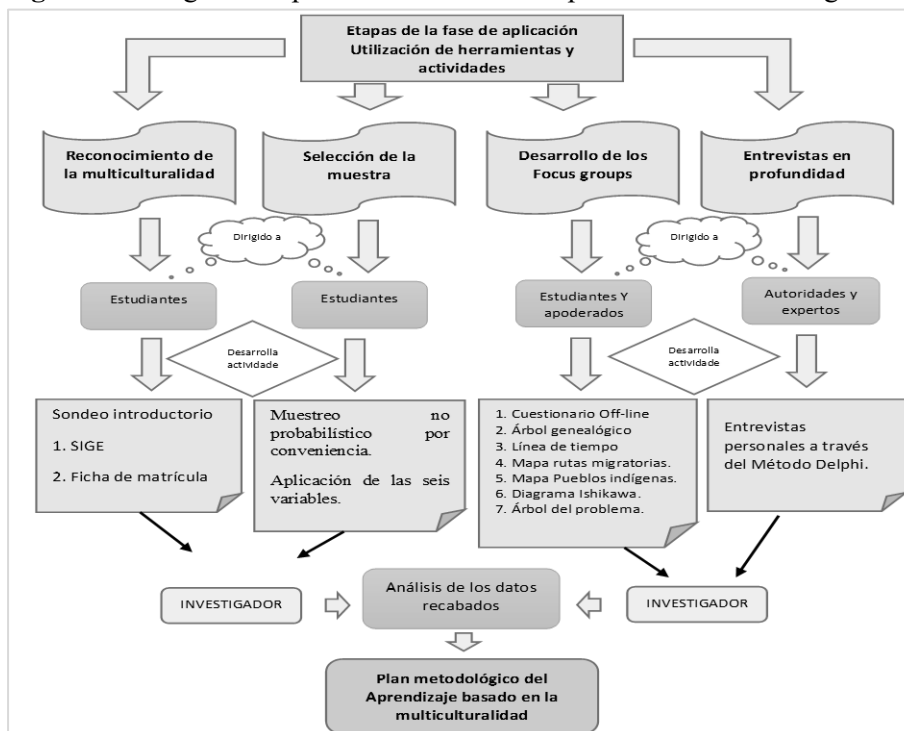 Etapas de la fase de aplicación
Utilización de herramientas y
actividades
Reconocimiento de
la multiculturalidad
Selección de la
muestra
Desarrollo de los
Focus groups
Entrevistas en
profundidad
Dirigido a
Dirigido a
Estudiantes
Estudiantes
Estudiantes Y
apoderados
Autoridades y
expertos
Desarrolla
actividade
Desarrolla
actividade
Sondeo introductorio
1. SIGE
2. Ficha de matrícula
Muestreo no
probabilístico por
conveniencia.
Aplicación de las seis
variables.
1. Cuestionario Off-line
2. Árbol genealógico
3. Línea de tiempo
4. Mapa rutas migratorias.
5. Mapa Pueblos indígenas.
6. Diagrama Ishikawa.
7. Árbol del problema.
Entrevistas
personales a través
del Método Delphi.
INVESTIGADOR
Análisis de los datos
recabados
INVESTIGADOR
Plan metodológico del
Aprendizaje basado en la
multiculturalidad